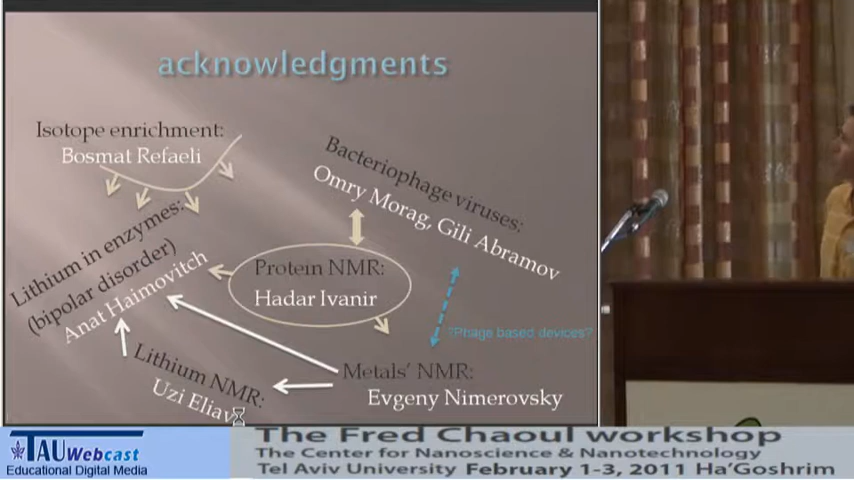 acknowledgments
Isotope enrichment:
Bosmat Refaeli
Bacteriophage viruses:
Omry Morag, Gili Abramov
Lithium in enzymes:
(bipolar disorder)
Anat Haimovitch
Protein NMR:
Hadar Ivanir
?Phage based devices?
Lithium NMR:
Uzi Eliav
Metals' NMR:
Evgeny Nimerovsky
TAU Webcast
Educational Digital Media
The Fred Chaoul workshop
The Center for Nanoscience & Nanotechnology
Tel Aviv University February 1-3, 2011 Ha'Goshrim